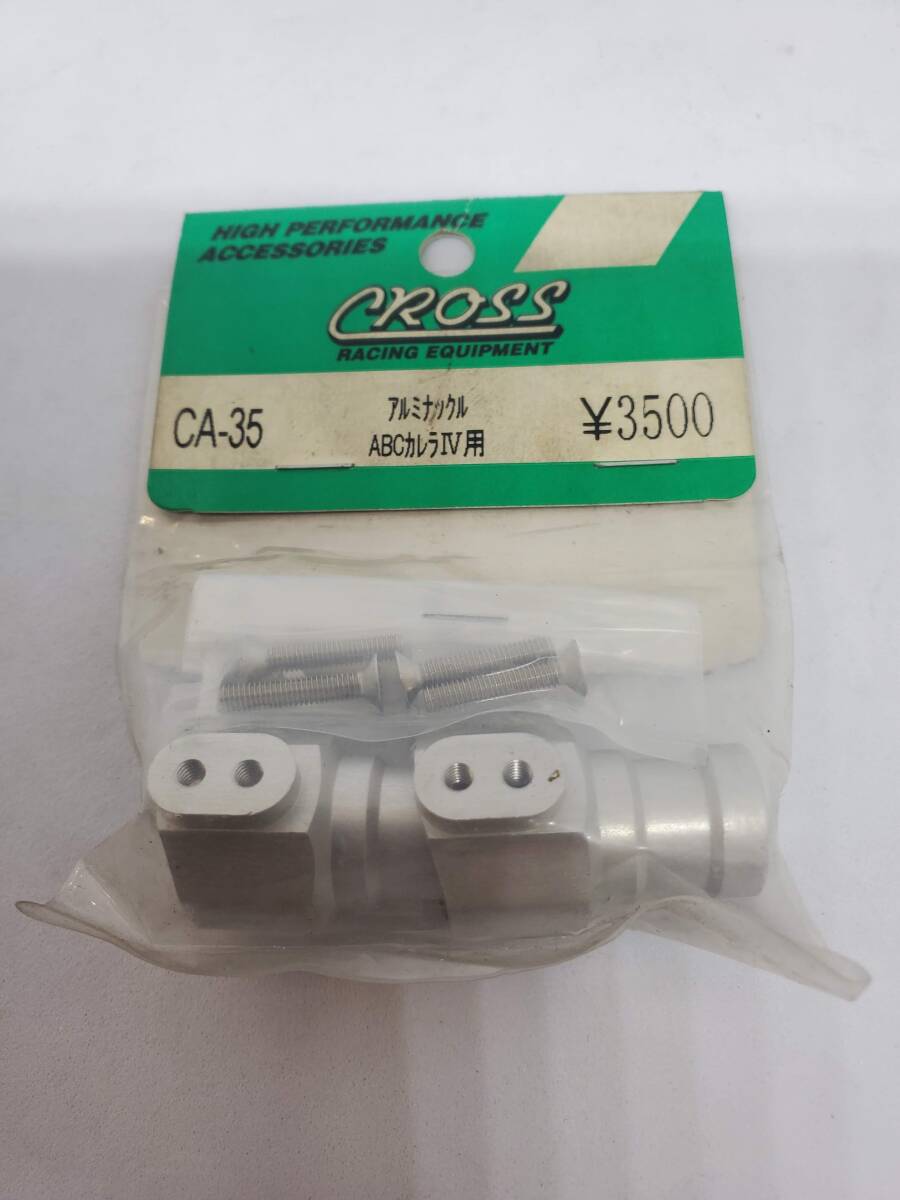 HIGH PERFORMANCE
ACCESSORIES
CROSS
RACING EQUIPMENT
CA-35
アルミナックル
ABCカレラⅣ用
¥3500